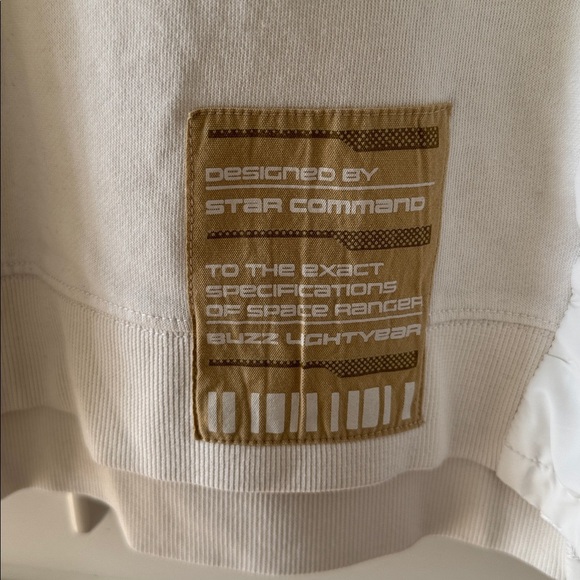 DESIGNED BY
STAR COMMAND
TO THE EXACT
SPECIFICATIONS
OF SPACE RANGER
BUZZ LIGHTYEAR